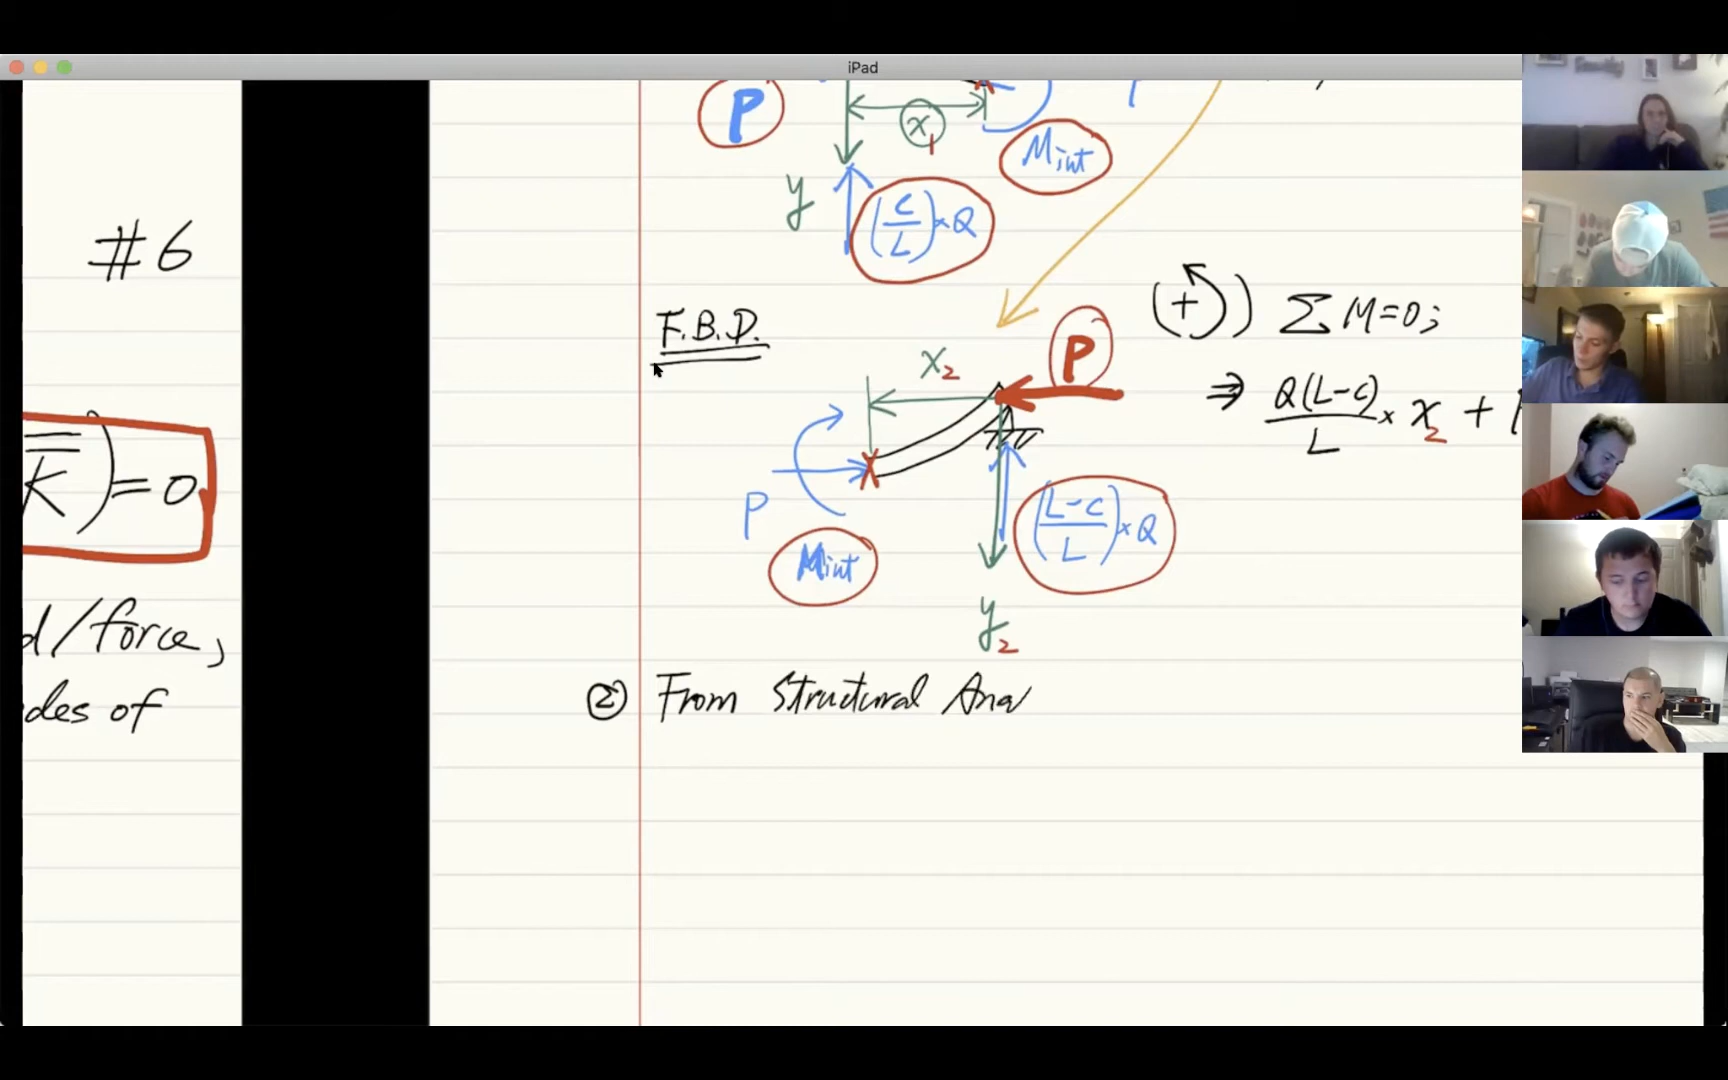 iPad
P
x1
Mint
y
(C/L)×Q
#6
F.B.D.
x2
P
(+) ΣM=0;
⇒ Q(L-c)/L × x2 +
K)=0
P
Mint
((L-c)/L)×Q
y2
d/force,
des of
② From Structural Ana